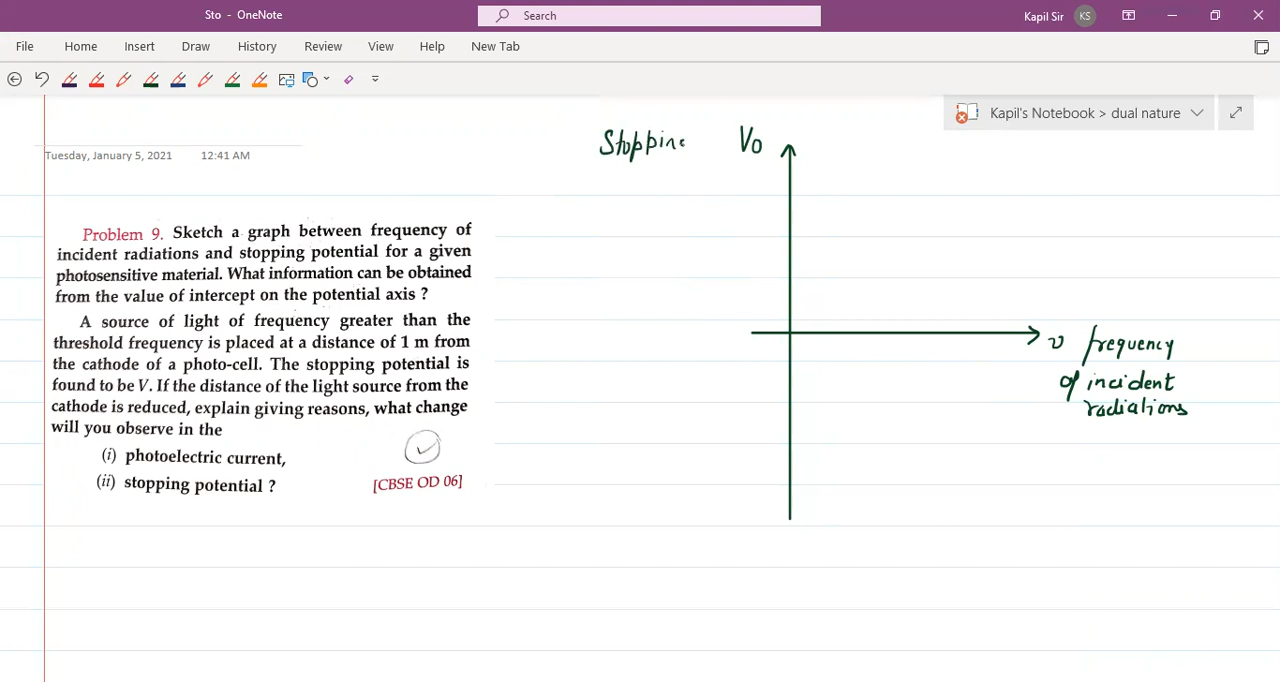 Sto - OneNote
Search
Kapil Sir KS
File Home Insert Draw History Review View Help New Tab
Kapil's Notebook > dual nature
Tuesday, January 5, 2021 12:41 AM
Stoppine V0
Problem 9. Sketch a graph between frequency of
incident radiations and stopping potential for a given
photosensitive material. What information can be obtained
from the value of intercept on the potential axis ?
A source of light of frequency greater than the
threshold frequency is placed at a distance of 1 m from
the cathode of a photo-cell. The stopping potential is
found to be V. If the distance of the light source from the
cathode is reduced, explain giving reasons, what change
will you observe in the
(i) photoelectric current,
(ii) stopping potential ?
[CBSE OD 06]
ν frequency
of incident
radiations